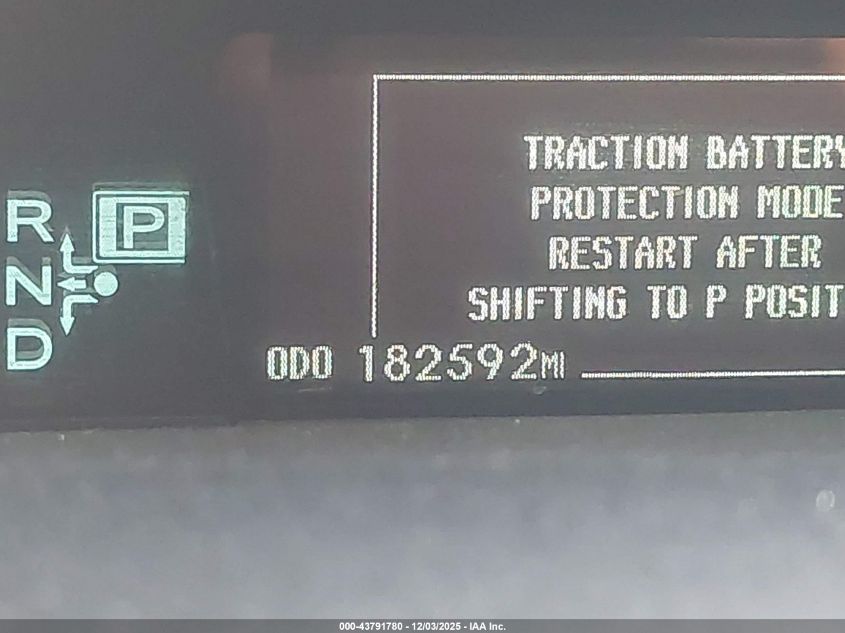 TRACTION BATTERY
PROTECTION MODE
RESTART AFTER
SHIFTING TO P POSIT
R
P
N
D
ODO 182592MI
000-43791780 - 12/03/2025 - IAA Inc.